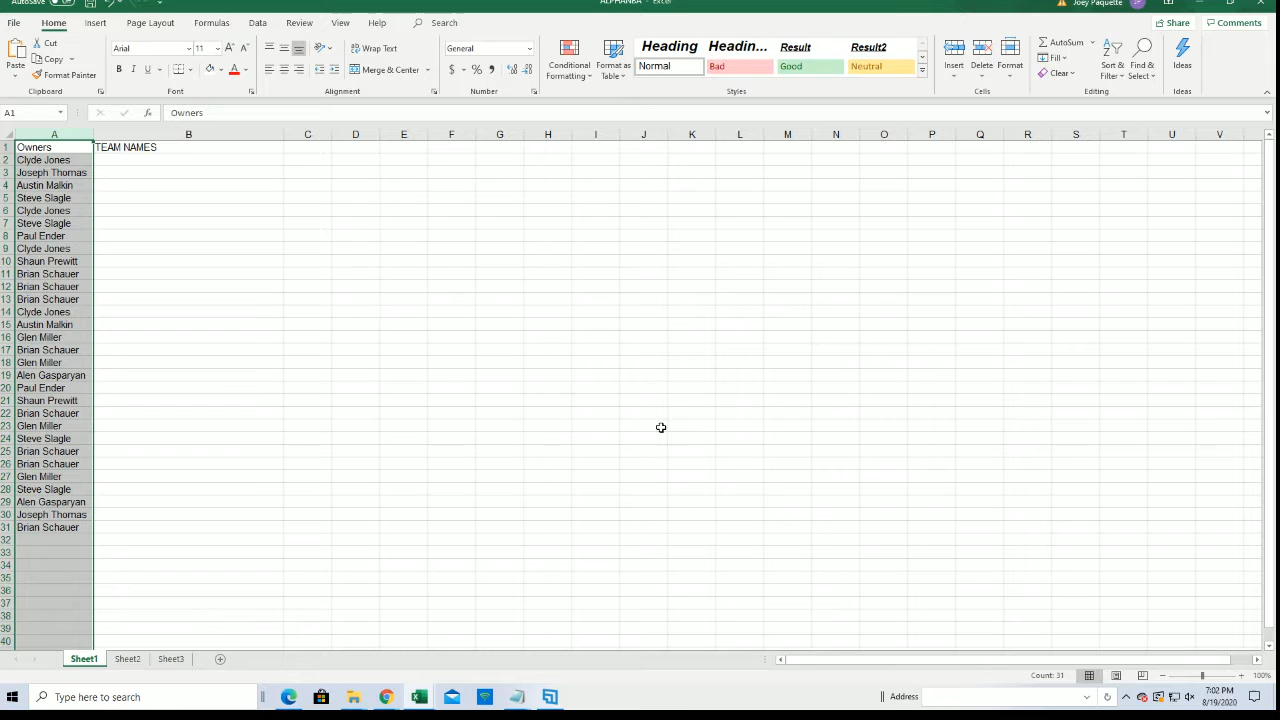 AutoSave
ALPHANBA - Excel
Joey Paquette
JP
File Home Insert Page Layout Formulas Data Review View Help Search
Share Comments
Paste
Cut
Copy
Format Painter
Clipboard
Arial 11
B I U
Font
Wrap Text
Merge & Center
Alignment
General
$ % ,
Number
Conditional Formatting
Format as Table
Heading Headin... Result Result2
Normal Bad Good Neutral
Styles
Insert Delete Format
Cells
AutoSum
Fill
Clear
Sort & Filter
Find & Select
Editing
Ideas
Ideas
A1 fx Owners
A B C D E F G H I J K L M N O P Q R S T U V
1 Owners TEAM NAMES
2 Clyde Jones
3 Joseph Thomas
4 Austin Malkin
5 Steve Slagle
6 Clyde Jones
7 Steve Slagle
8 Paul Ender
9 Clyde Jones
10 Shaun Prewitt
11 Brian Schauer
12 Brian Schauer
13 Brian Schauer
14 Clyde Jones
15 Austin Malkin
16 Glen Miller
17 Brian Schauer
18 Glen Miller
19 Alen Gasparyan
20 Paul Ender
21 Shaun Prewitt
22 Brian Schauer
23 Glen Miller
24 Steve Slagle
25 Brian Schauer
26 Brian Schauer
27 Glen Miller
28 Steve Slagle
29 Alen Gasparyan
30 Joseph Thomas
31 Brian Schauer
32
33
34
35
36
37
38
39
40
Sheet1 Sheet2 Sheet3
Count: 31 100%
Type here to search
Address
7:02 PM
8/19/2020